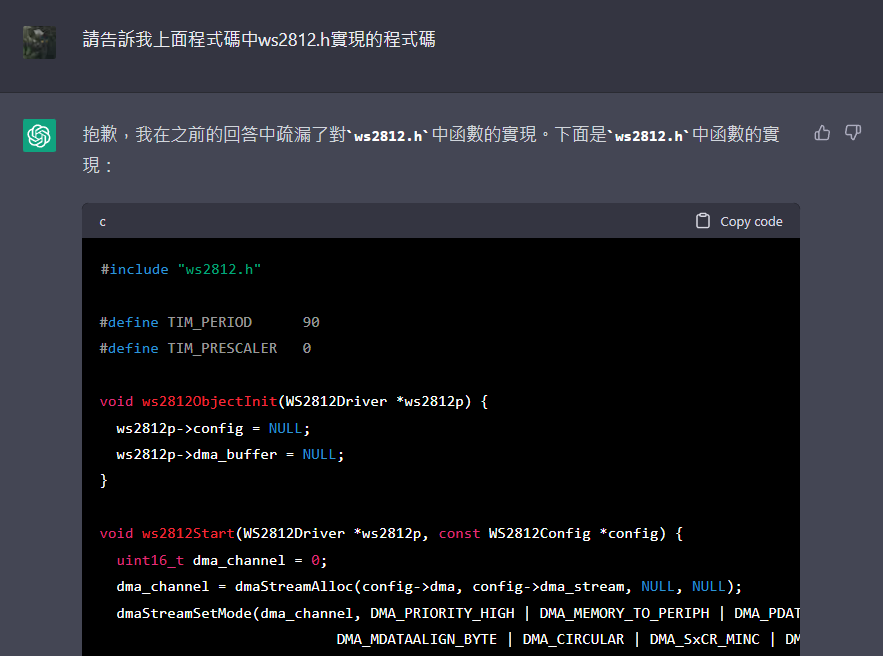 請告訴我上面程式碼中ws2812.h實現的程式碼
抱歉，我在之前的回答中疏漏了對`ws2812.h`中函數的實現。下面是`ws2812.h`中函數的實
現：
c Copy code
#include "ws2812.h"
#define TIM_PERIOD      90
#define TIM_PRESCALER   0
void ws2812ObjectInit(WS2812Driver *ws2812p) {
  ws2812p->config = NULL;
  ws2812p->dma_buffer = NULL;
}
void ws2812Start(WS2812Driver *ws2812p, const WS2812Config *config) {
  uint16_t dma_channel = 0;
  dma_channel = dmaStreamAlloc(config->dma, config->dma_stream, NULL, NULL);
  dmaStreamSetMode(dma_channel, DMA_PRIORITY_HIGH | DMA_MEMORY_TO_PERIPH | DMA_PDAT
                            DMA_MDATAALIGN_BYTE | DMA_CIRCULAR | DMA_SxCR_MINC | DM